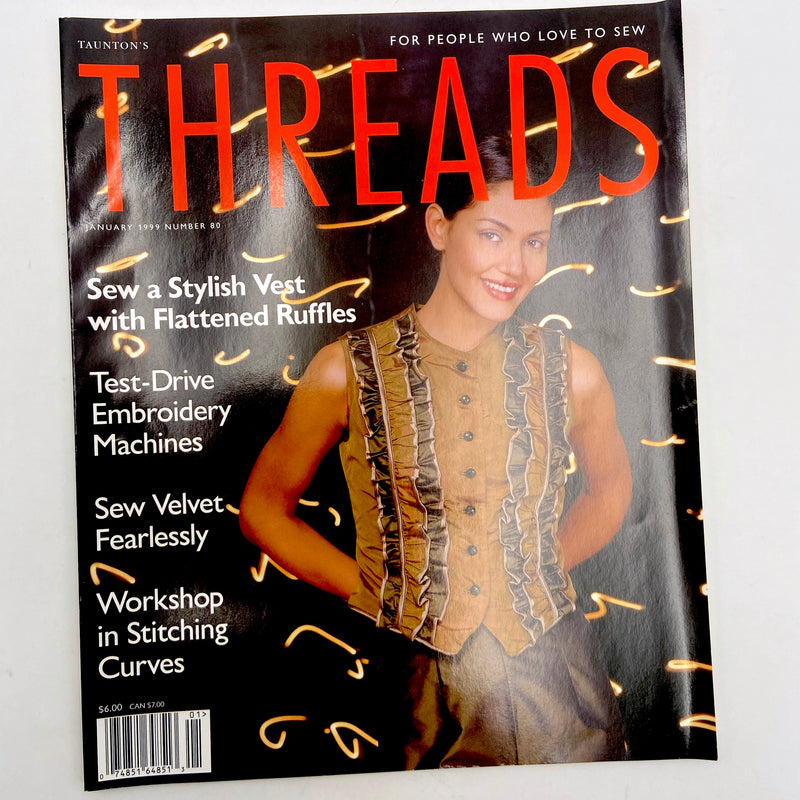 TAUNTON'S
FOR PEOPLE WHO LOVE TO SEW
THREADS
JANUARY 1999 NUMBER 80
Sew a Stylish Vest
with Flattened Ruffles
Test-Drive
Embroidery
Machines
Sew Velvet
Fearlessly
Workshop
in Stitching
Curves
$6.00 CAN $7.00
01>
0 74851 64851 3